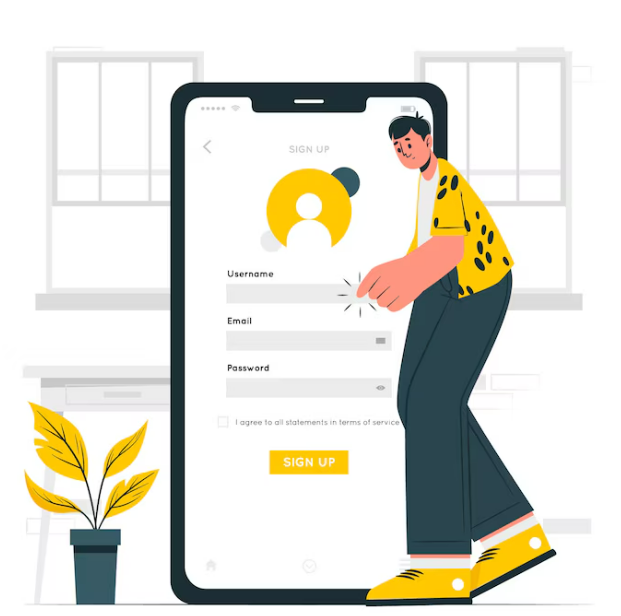 SIGN UP
Username
Email
Password
I agree to all statements in terms of service
SIGN UP